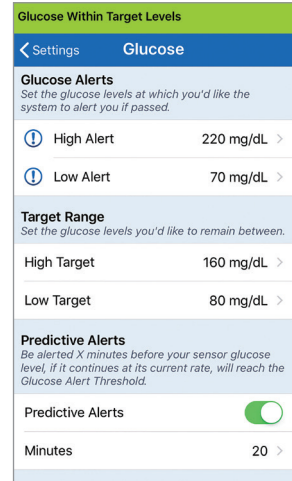 Glucose Within Target Levels
Settings Glucose
Glucose Alerts
Set the glucose levels at which you'd like the
system to alert you if passed.
High Alert 220 mg/dL
Low Alert 70 mg/dL
Target Range
Set the glucose levels you'd like to remain between.
High Target 160 mg/dL
Low Target 80 mg/dL
Predictive Alerts
Be alerted X minutes before your sensor glucose
level, if it continues at its current rate, will reach the
Glucose Alert Threshold.
Predictive Alerts
Minutes 20